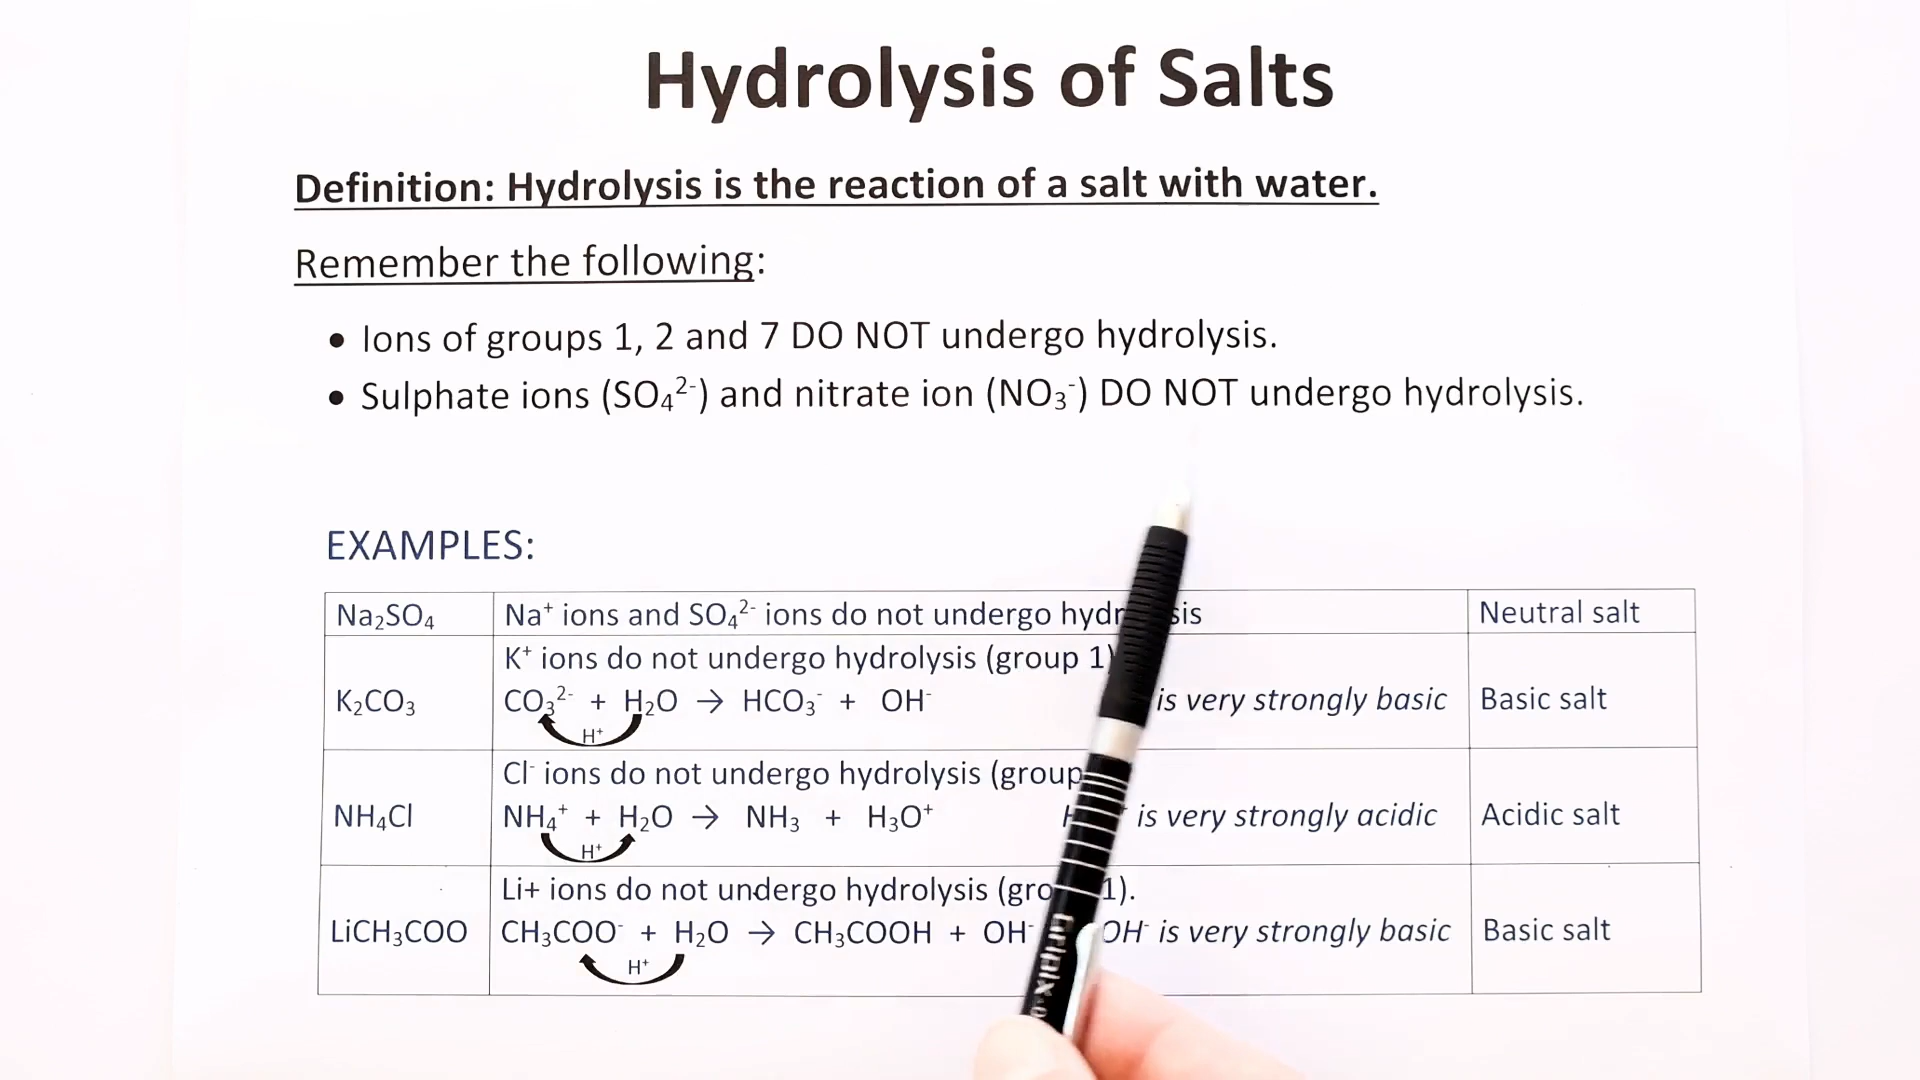 Hydrolysis of Salts
Definition: Hydrolysis is the reaction of a salt with water.
Remember the following:
• Ions of groups 1, 2 and 7 DO NOT undergo hydrolysis.
• Sulphate ions (SO₄²⁻) and nitrate ion (NO₃⁻) DO NOT undergo hydrolysis.
EXAMPLES:
Na₂SO₄ Na⁺ ions and SO₄²⁻ ions do not undergo Neutral salt
K⁺ ions do not undergo hydrolysis (group 1)
K₂CO₃ CO₃²⁻ + H₂O → HCO₃⁻ + OH⁻ is very strongly basic Basic salt
H⁺
Cl⁻ ions do not undergo hydrolysis (group
NH₄Cl NH₄⁺ + H₂O → NH₃ + H₃O⁺ is very strongly acidic Acidic salt
H⁺
Li+ ions do not undergo hydrolysis 1).
LiCH₃COO CH₃COO⁻ + H₂O → CH₃COOH + OH⁻ OH⁻ is very strongly basic Basic salt
H⁺